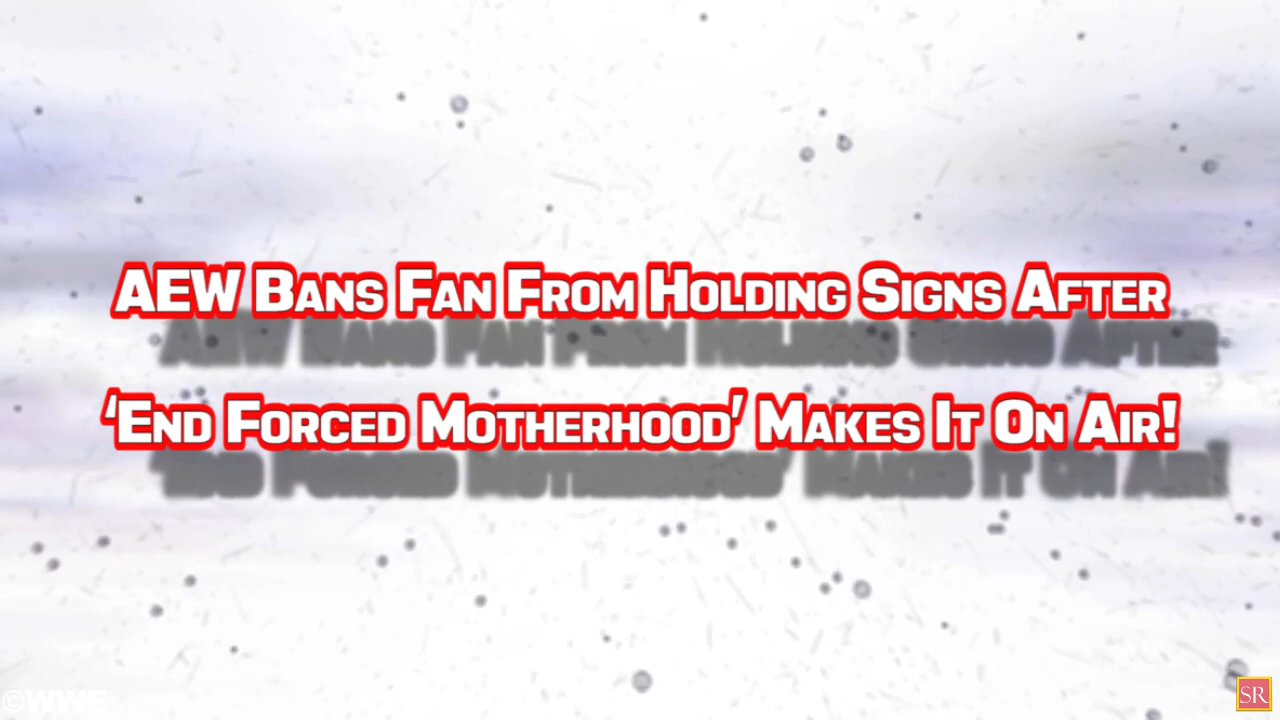 AEW Bans Fan From Holding Signs After
'End Forced Motherhood' Makes It On Air!
©WWE
SR